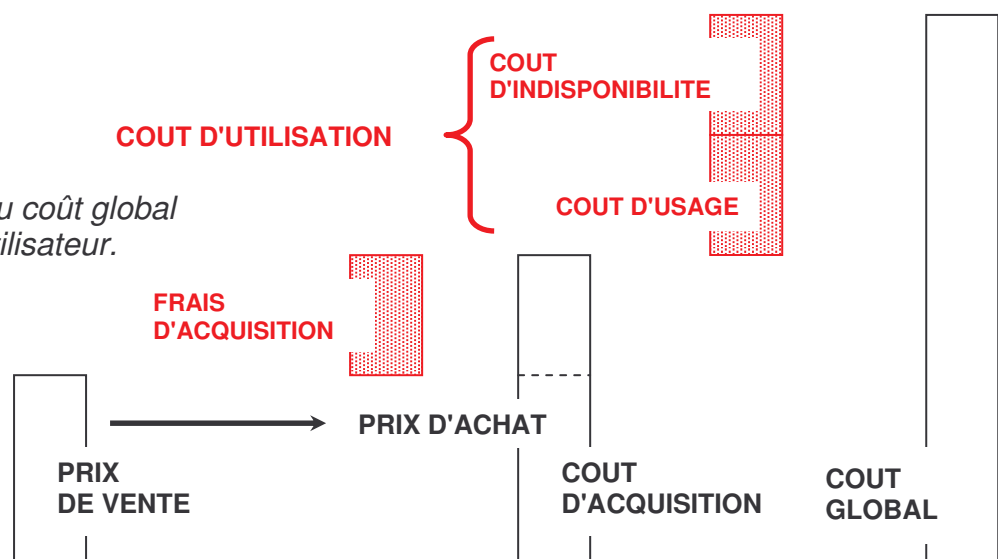 COUT
D'INDISPONIBILITE
COUT D'UTILISATION
COUT D'USAGE
u coût global
ilisateur.
FRAIS
D'ACQUISITION
PRIX D'ACHAT
PRIX
DE VENTE
COUT
D'ACQUISITION
COUT
GLOBAL